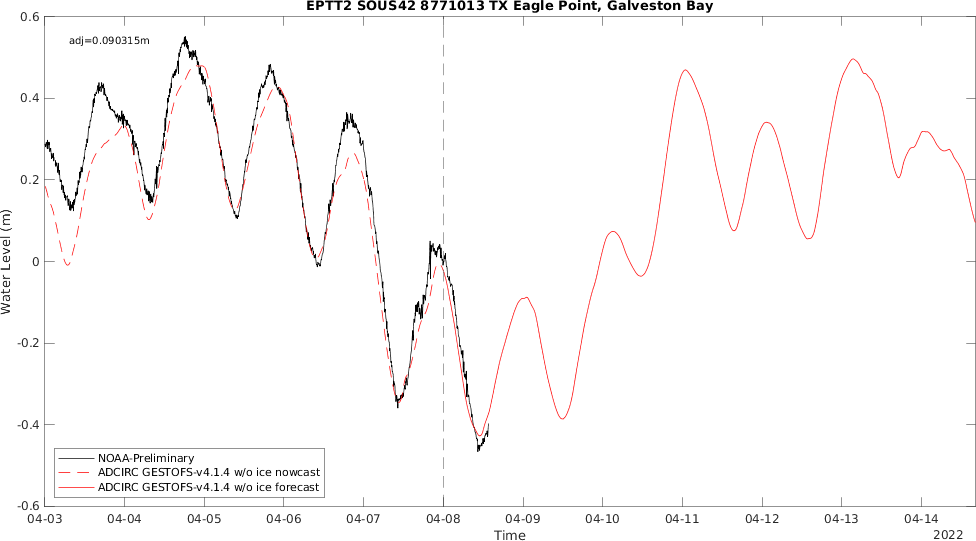 EPTT2 SOUS42 8771013 TX Eagle Point, Galveston Bay
adj=0.090315m
0.6
0.4
0.2
0
-0.2
-0.4
-0.6
Water Level (m)
NOAA-Preliminary
ADCIRC GESTOFS-v4.1.4 w/o ice nowcast
ADCIRC GESTOFS-v4.1.4 w/o ice forecast
04-03 04-04 04-05 04-06 04-07 04-08 04-09 04-10 04-11 04-12 04-13 04-14
Time
2022